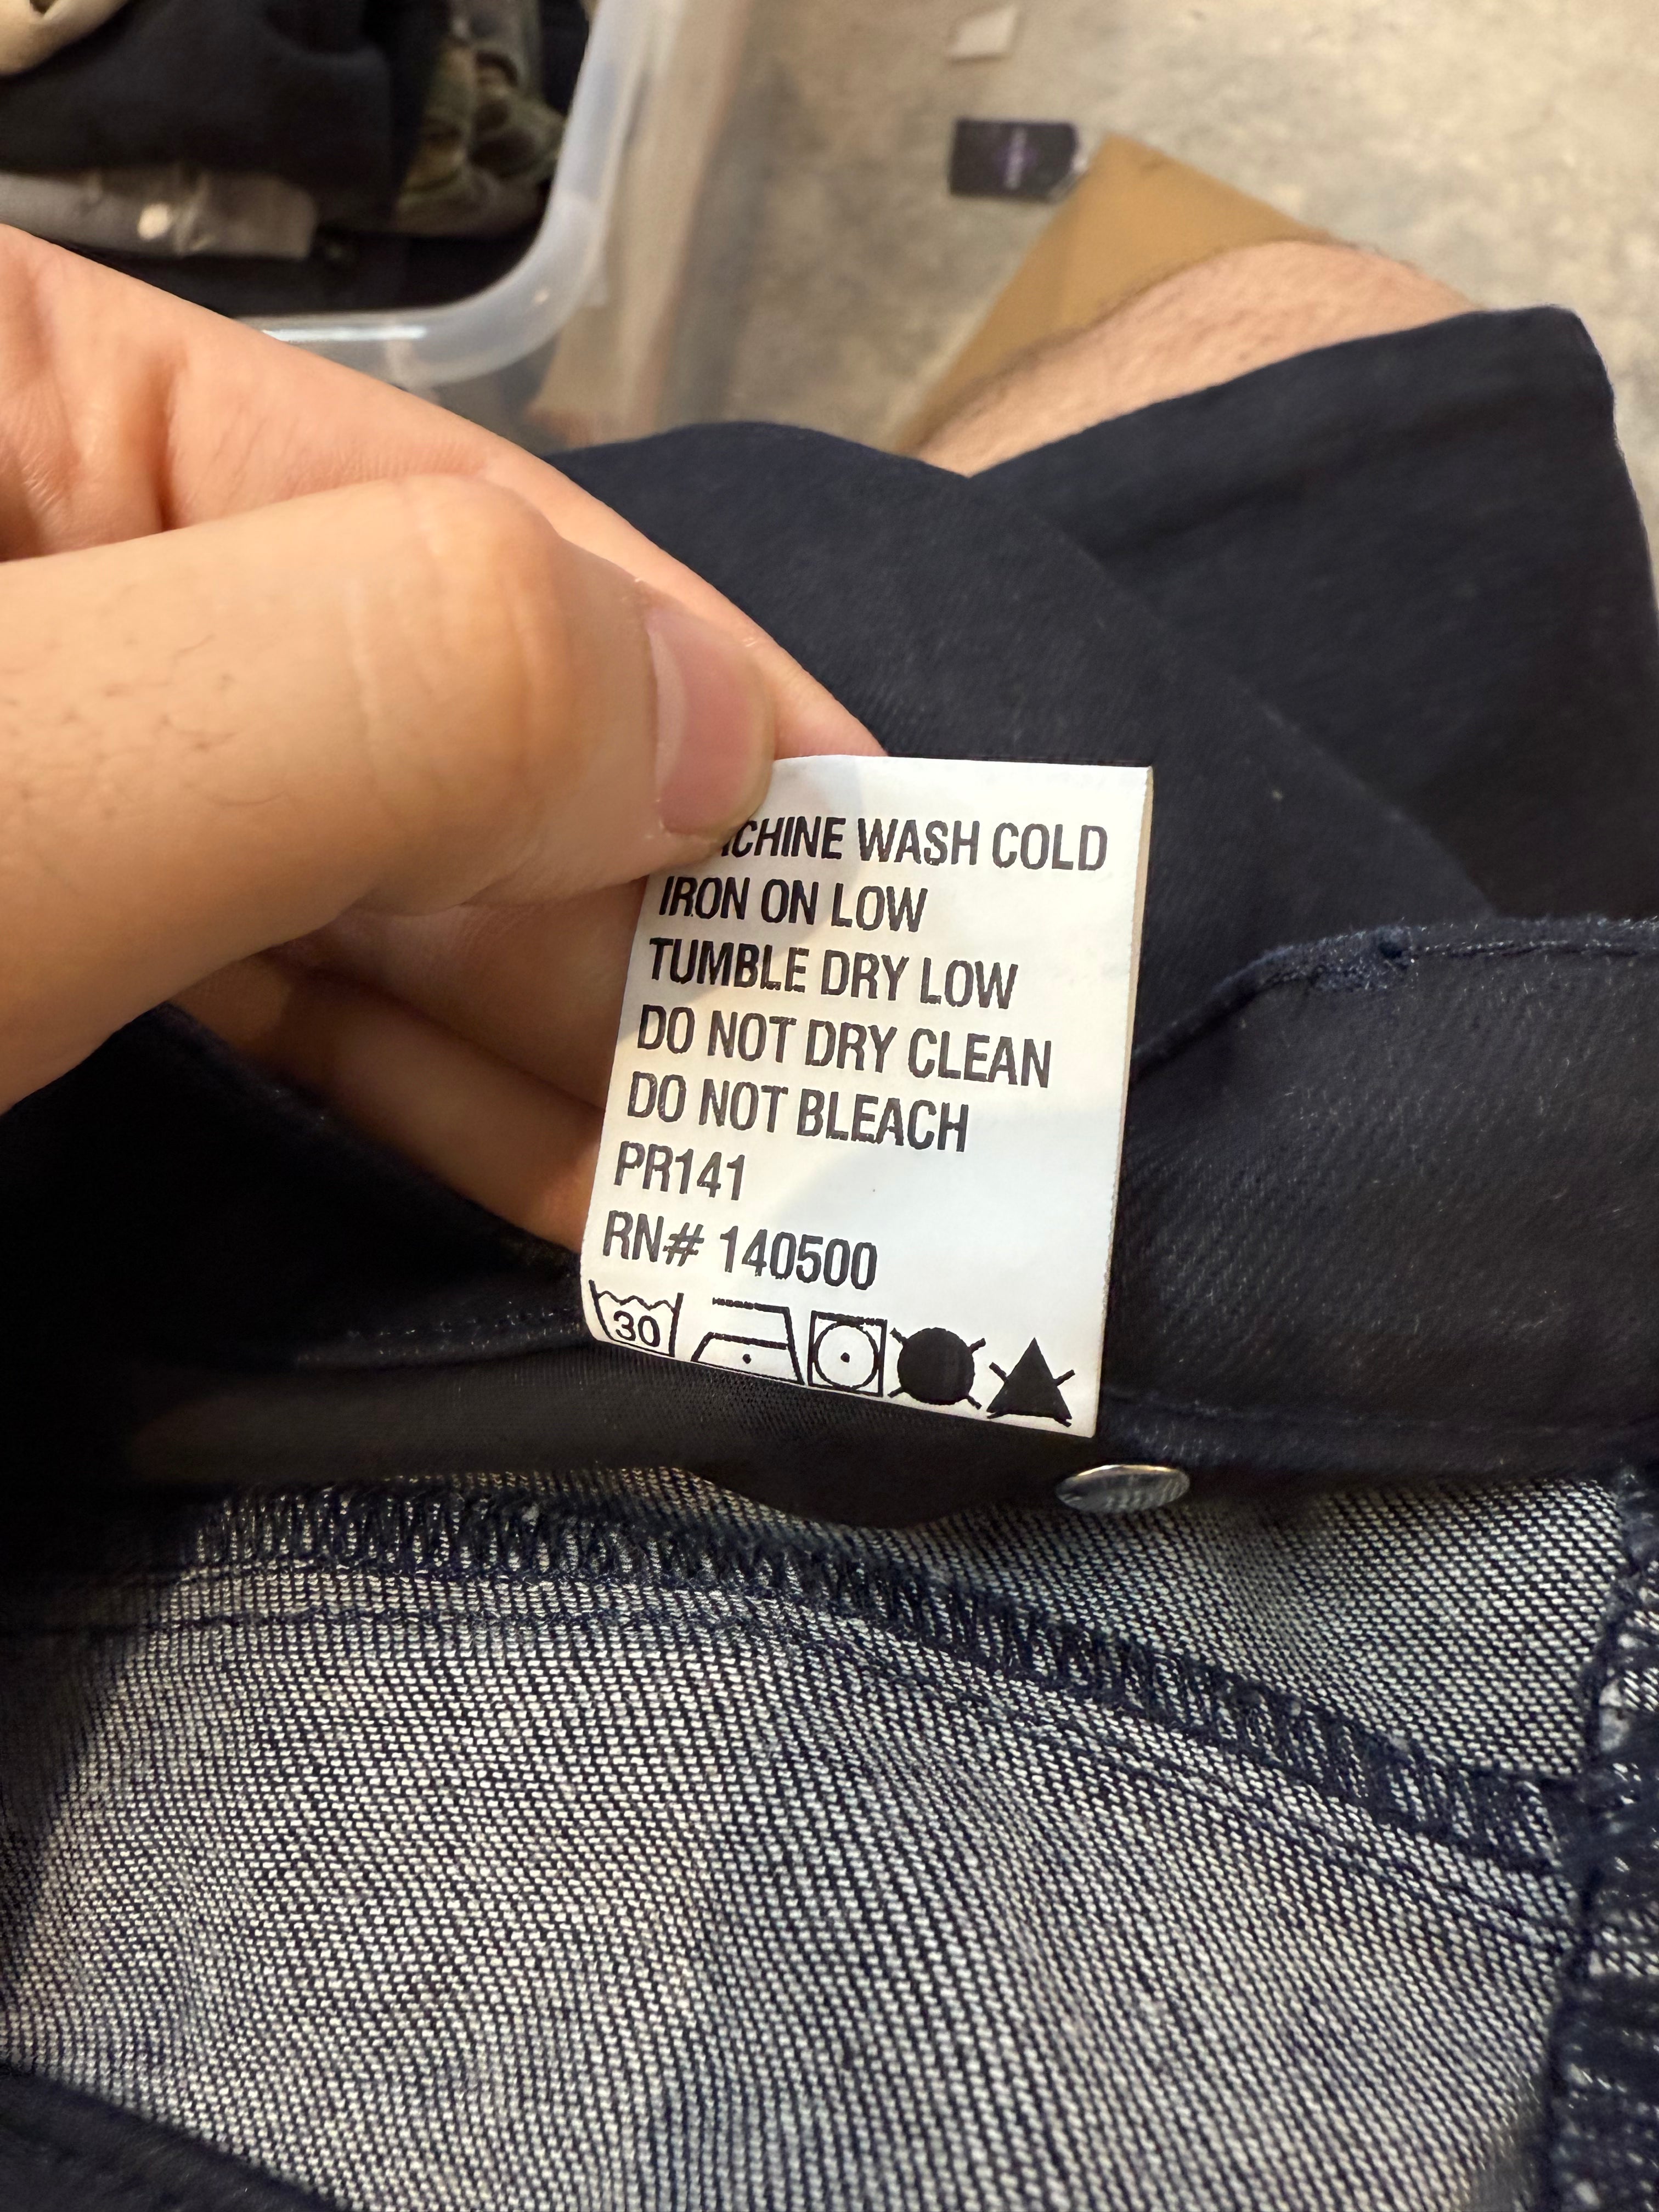 CHINE WASH COLD
IRON ON LOW
TUMBLE DRY LOW
DO NOT DRY CLEAN
DO NOT BLEACH
PR141
RN# 140500
30